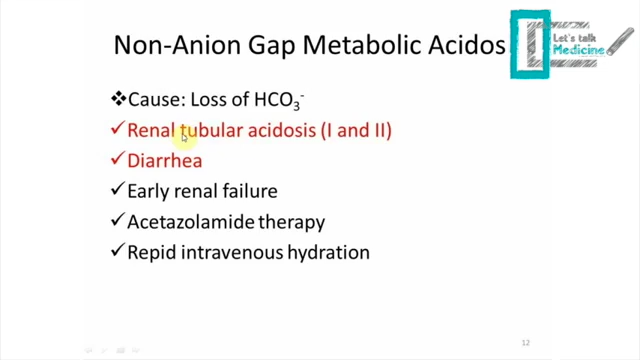 Let's talk
Medicine
Non-Anion Gap Metabolic Acidos
❖Cause: Loss of HCO₃⁻
✓Renal tubular acidosis (I and II)
✓Diarrhea
✓Early renal failure
✓Acetazolamide therapy
✓Repid intravenous hydration
12